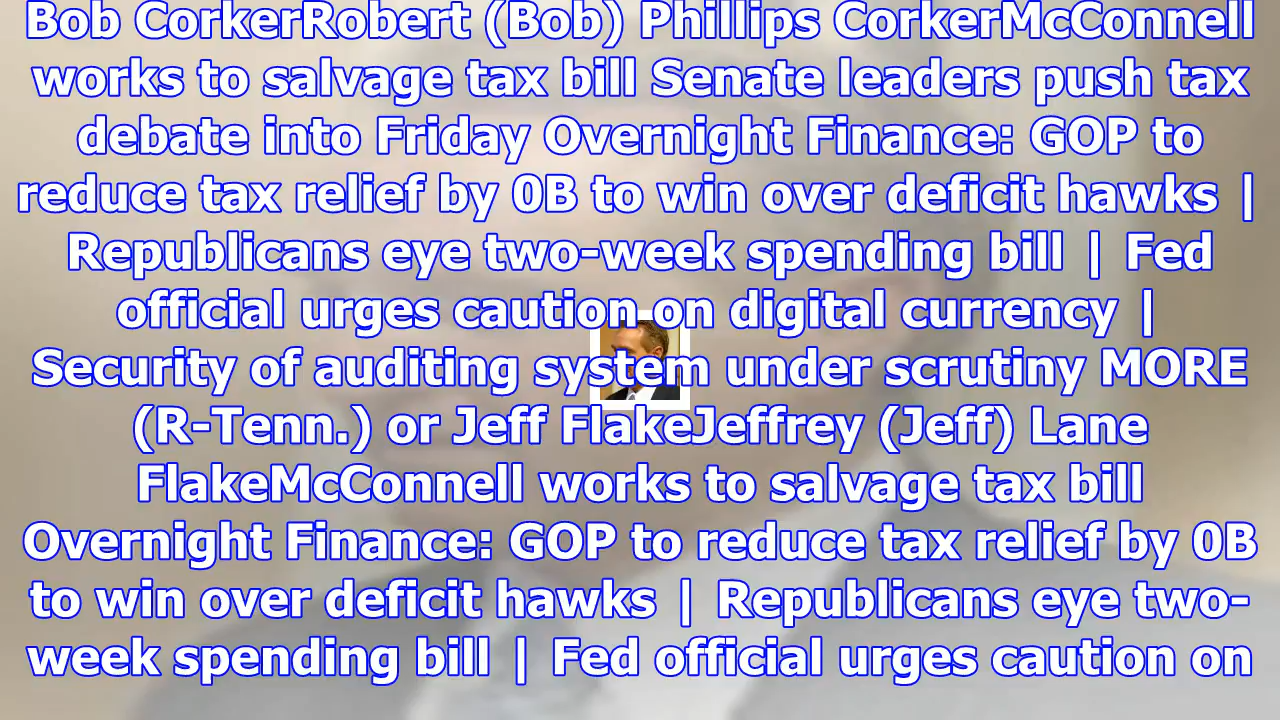 Bob CorkerRobert (Bob) Phillips CorkerMcConnell
works to salvage tax bill Senate leaders push tax
debate into Friday Overnight Finance: GOP to
reduce tax relief by 0B to win over deficit hawks |
Republicans eye two-week spending bill | Fed
official urges caution on digital currency |
Security of auditing system under scrutiny MORE
(R-Tenn.) or Jeff FlakeJeffrey (Jeff) Lane
FlakeMcConnell works to salvage tax bill
Overnight Finance: GOP to reduce tax relief by 0B
to win over deficit hawks | Republicans eye two-
week spending bill | Fed official urges caution on